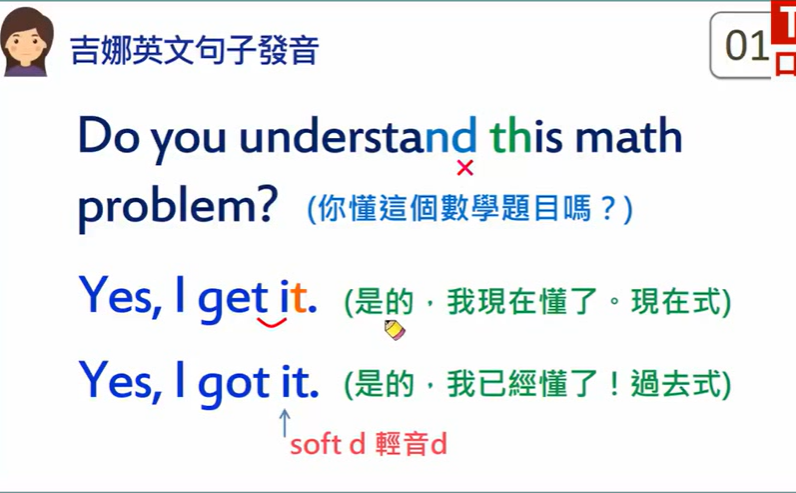 吉娜英文句子發音
01
Do you understand this math
problem? (你懂這個數學題目嗎？)
Yes, I get it. (是的，我現在懂了。現在式)
Yes, I got it. (是的，我已經懂了！過去式)
soft d 輕音d